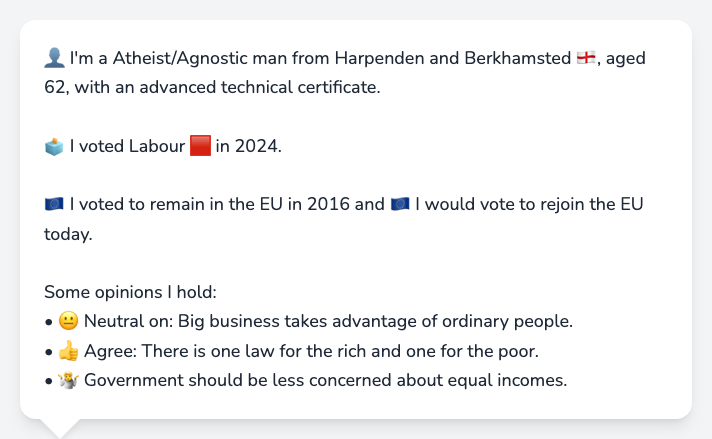 👤 I'm a Atheist/Agnostic man from Harpenden and Berkhamsted 🏴󠁧󠁢󠁥󠁮󠁧󠁿, aged
62, with an advanced technical certificate.
🗳️ I voted Labour 🟥 in 2024.
🇪🇺 I voted to remain in the EU in 2016 and 🇪🇺 I would vote to rejoin the EU
today.
Some opinions I hold:
• 😐 Neutral on: Big business takes advantage of ordinary people.
• 👍 Agree: There is one law for the rich and one for the poor.
• 🤷 Government should be less concerned about equal incomes.